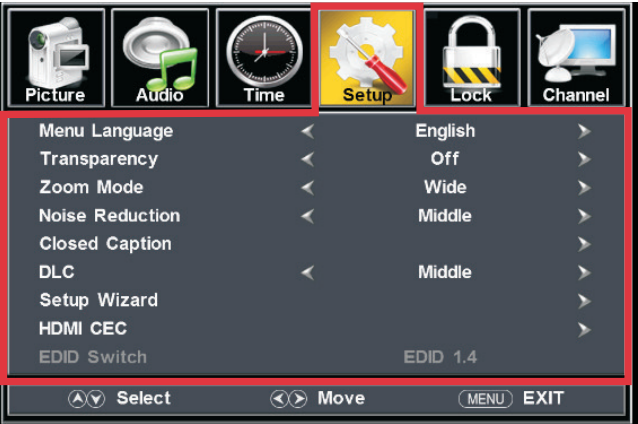 Picture Audio Time Setup Lock Channel
Menu Language English
Transparency Off
Zoom Mode Wide
Noise Reduction Middle
Closed Caption
DLC Middle
Setup Wizard
HDMI CEC
EDID Switch EDID 1.4
Select Move MENU EXIT